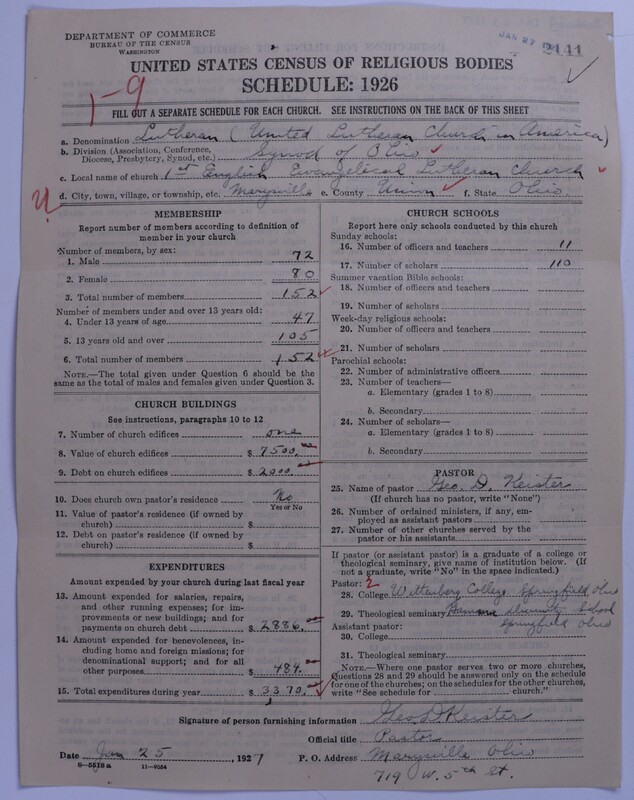 DEPARTMENT OF COMMERCE
BUREAU OF THE CENSUS
WASHINGTON
JAN 27
2141
UNITED STATES CENSUS OF RELIGIOUS BODIES
SCHEDULE: 1926
1-9
FILL OUT A SEPARATE SCHEDULE FOR EACH CHURCH. SEE INSTRUCTIONS ON THE BACK OF THIS SHEET
a. Denomination Lutheran (United Lutheran Church in America)
b. Division (Association, Conference, Diocese, Presbytery, Synod, etc.) Synod of Ohio
c. Local name of church 1st English Evangelical Lutheran Church
d. City, town, village, or township, etc. Marysville e. County Union f. State Ohio
MEMBERSHIP
Report number of members according to definition of
member in your church
Number of members, by sex:
1. Male 72
2. Female 80
3. Total number of members 152
Number of members under and over 13 years old:
4. Under 13 years of age 47
5. 13 years old and over 105
6. Total number of members 152
NOTE.—The total given under Question 6 should be the
same as the total of males and females given under Question 3.
CHURCH BUILDINGS
See instructions, paragraphs 10 to 12
7. Number of church edifices one
8. Value of church edifices $ 7500.
9. Debt on church edifices $ 2000.
10. Does church own pastor's residence No
Yes or No
11. Value of pastor's residence (if owned by
church) $
12. Debt on pastor's residence (if owned by
church) $
EXPENDITURES
Amount expended by your church during last fiscal year
13. Amount expended for salaries, repairs,
and other running expenses; for im-
provements or new buildings; and for
payments on church debt $ 2886.
14. Amount expended for benevolences, in-
cluding home and foreign missions; for
denominational support; and for all
other purposes $ 484.
15. Total expenditures during year $ 3370.
CHURCH SCHOOLS
Report here only schools conducted by this church
Sunday schools:
16. Number of officers and teachers 11
17. Number of scholars 110
Summer vacation Bible schools:
18. Number of officers and teachers
19. Number of scholars
Week-day religious schools:
20. Number of officers and teachers
21. Number of scholars
Parochial schools:
22. Number of administrative officers
23. Number of teachers—
a. Elementary (grades 1 to 8)
b. Secondary
24. Number of scholars—
a. Elementary (grades 1 to 8)
b. Secondary
PASTOR
25. Name of pastor Geo. D. Keister
(If church has no pastor, write "None")
26. Number of ordained ministers, if any, em-
ployed as assistant pastors
27. Number of other churches served by the
pastor or his assistants
If pastor (or assistant pastor) is a graduate of a college or
theological seminary, give name of institution below. (If
not a graduate, write "No" in the space indicated.)
Pastor: 2
28. College Wittenberg College Springfield Ohio
29. Theological seminary Hamma Divinity School
Springfield Ohio
Assistant pastor:
30. College
31. Theological seminary
NOTE.—Where one pastor serves two or more churches,
Questions 28 and 29 should be answered only on the schedule
for one of the churches; on the schedules for the other churches,
write "See schedule for church."
Signature of person furnishing information Geo D Keister
Official title Pastor
Date Jan 25, 1927 P. O. Address Marysville Ohio
719 W. 5th St.
8-5518a 11-9054